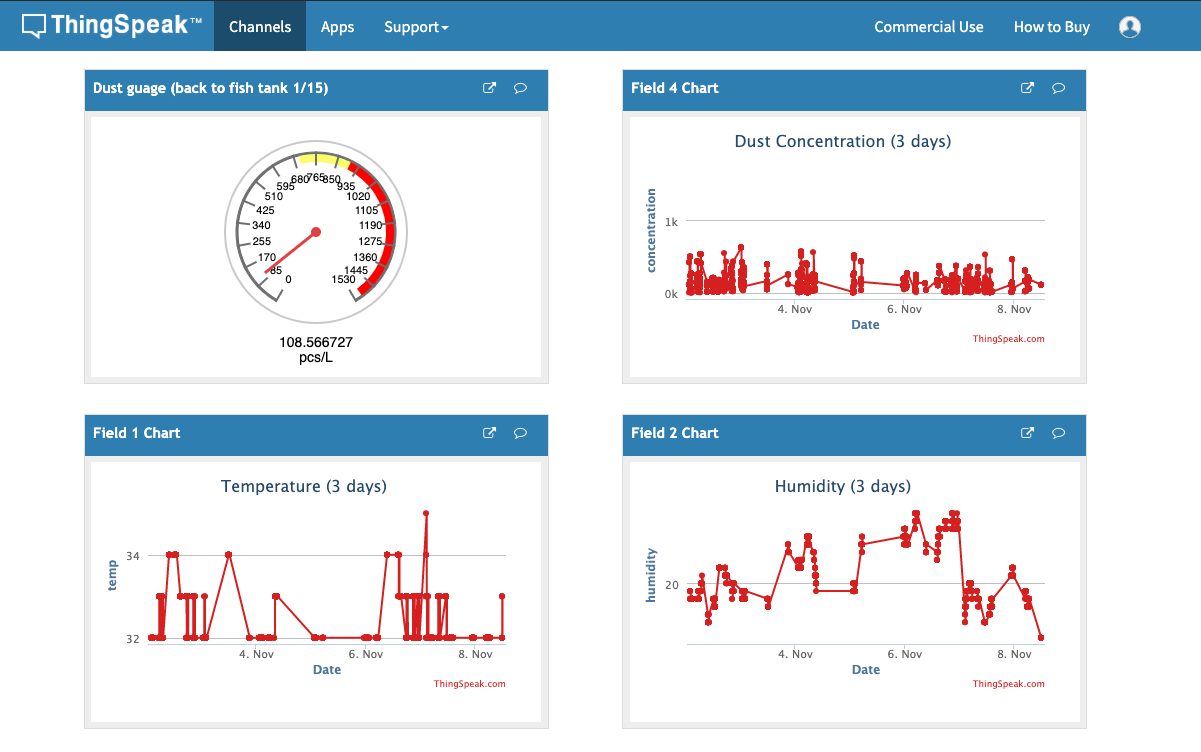 ThingSpeak™ Channels Apps Support Commercial Use How to Buy
Dust guage (back to fish tank 1/15)
0
85
170
255
340
425
510
595
680
765
850
935
1020
1105
1190
1275
1360
1445
1530
108.566727
pcs/L
Field 4 Chart
Dust Concentration (3 days)
concentration
1k
0k
4. Nov 6. Nov 8. Nov
Date
ThingSpeak.com
Field 1 Chart
Temperature (3 days)
temp
34
32
4. Nov 6. Nov 8. Nov
Date
ThingSpeak.com
Field 2 Chart
Humidity (3 days)
humidity
20
4. Nov 6. Nov 8. Nov
Date
ThingSpeak.com